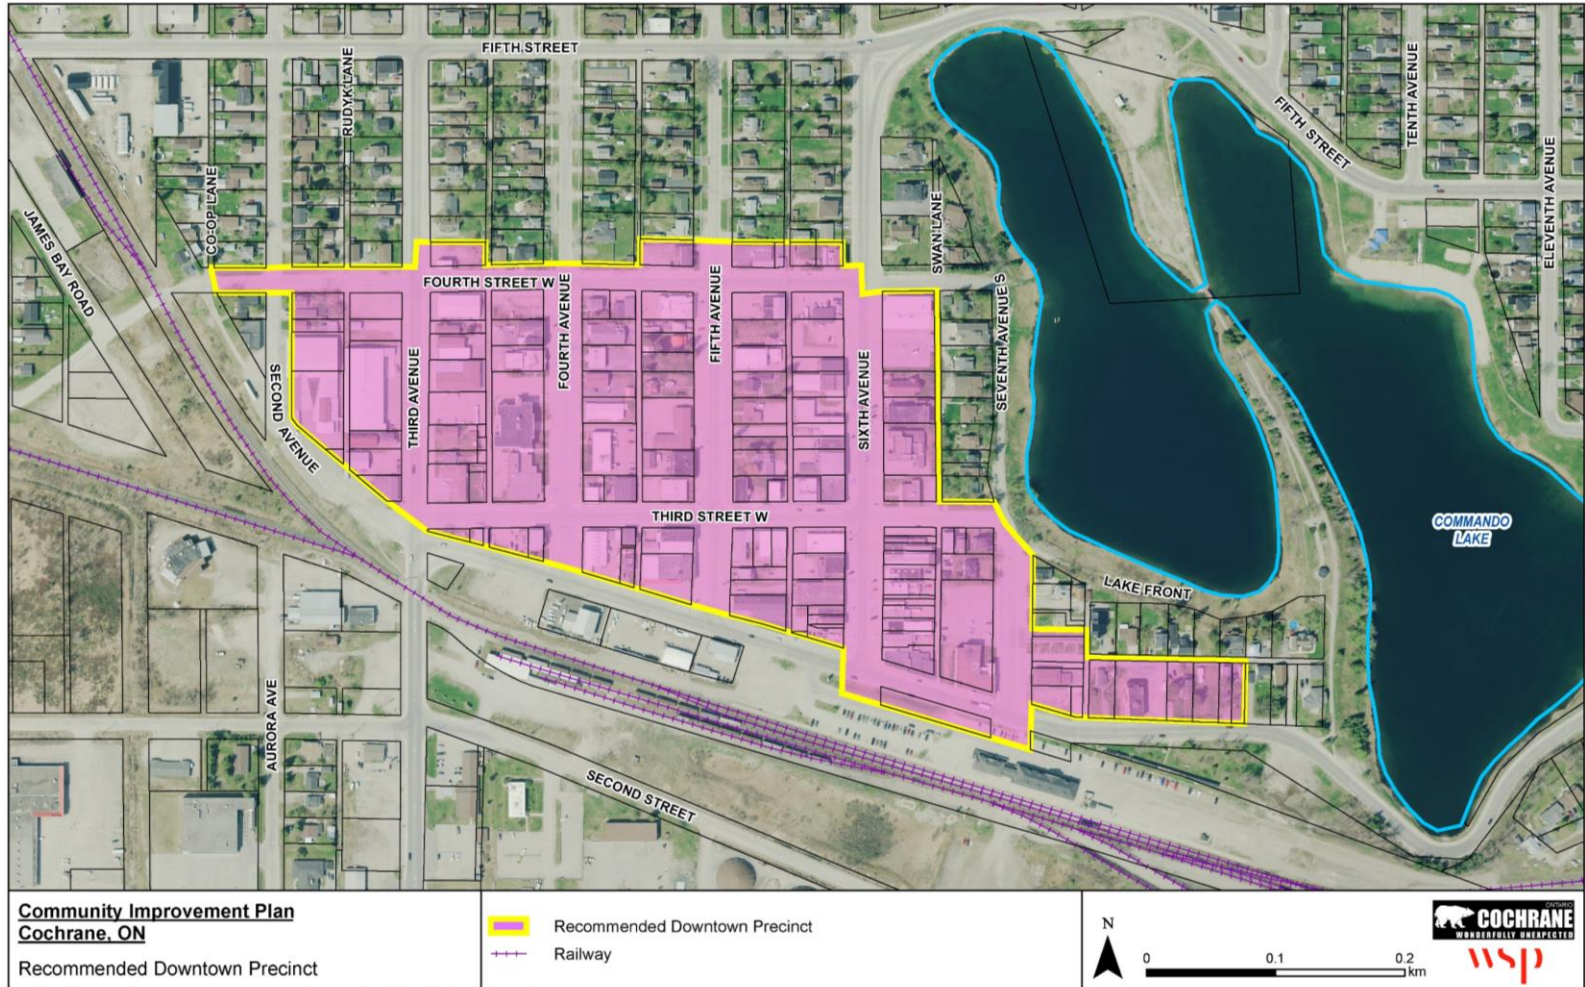 FIFTH STREET
RUDYK LANE
CO-OP LANE
JAMES BAY ROAD
FOURTH STREET W
SECOND AVENUE
THIRD AVENUE
FOURTH AVENUE
FIFTH AVENUE
SIXTH AVENUE
SWAN LANE
SEVENTH AVENUE S
FIFTH STREET
TENTH AVENUE
ELEVENTH AVENUE
THIRD STREET W
COMMANDO
LAKE
LAKE FRONT
AURORA AVE
SECOND STREET
Community Improvement Plan
Cochrane, ON
Recommended Downtown Precinct
Recommended Downtown Precinct
Railway
N
0 0.1 0.2
km
ONTARIO
COCHRANE
WONDERFULLY UNEXPECTED
wsp